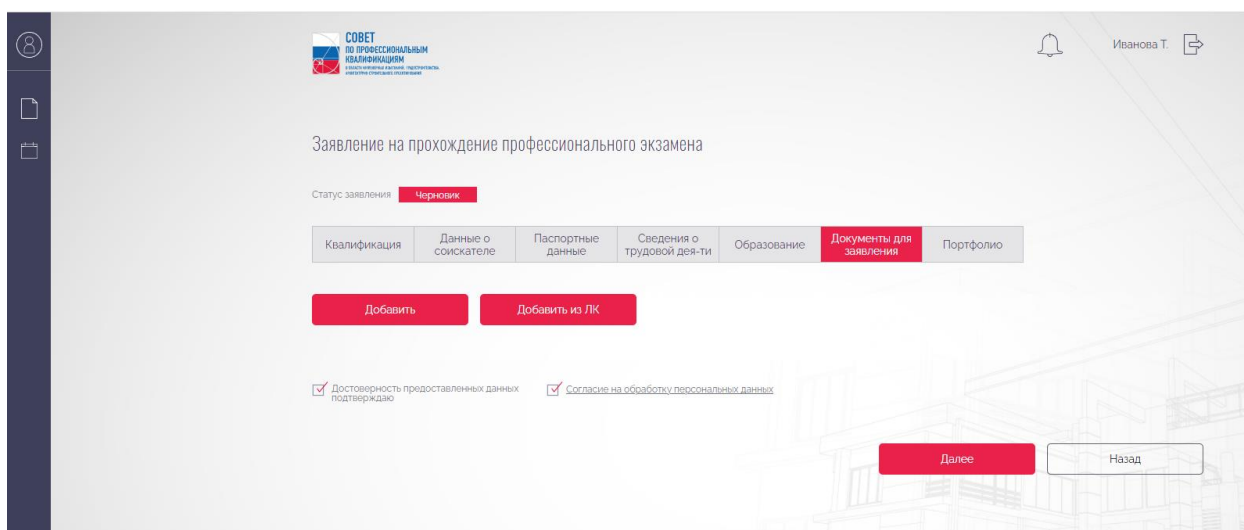 СОВЕТ
ПО ПРОФЕССИОНАЛЬНЫМ
КВАЛИФИКАЦИЯМ
Иванова Т.
Заявление на прохождение профессионального экзамена
Статус заявления Черновик
Квалификация
Данные о
соискателе
Паспортные
данные
Сведения о
трудовой дея-ти
Образование
Документы для
заявления
Портфолио
Добавить
Добавить из ЛК
Достоверность предоставленных данных
подтверждаю
Согласие на обработку персональных данных
Далее
Назад